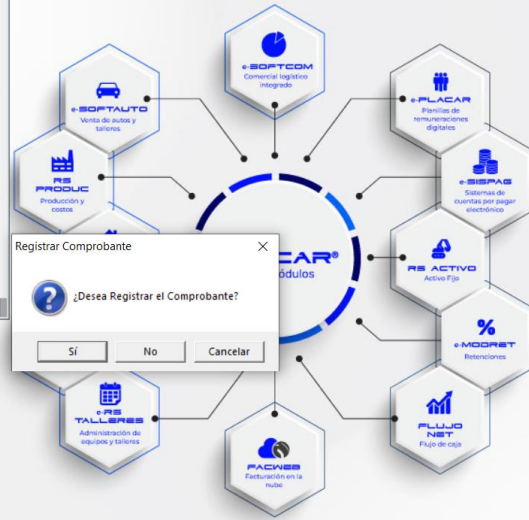 e-SOFTCOM
Comercial logístico
integrado
e-SOFTAUTO
Venta de autos y
talleres
e-PLACAR
Planillas de
remuneraciones
digitales
RS
PRODUC
Producción y
costos
e-SISPAG
Sistemas de
cuentas por pagar
electrónico
CAR®
ódulos
RS ACTIVO
Activo Fijo
Registrar Comprobante
¿Desea Registrar el Comprobante?
Sí No Cancelar
e-MODRET
Retenciones
e-RS
TALLERES
Administración de
equipos y talleres
FLUJO
NET
Flujo de caja
FACWEB
Facturación en la
nube